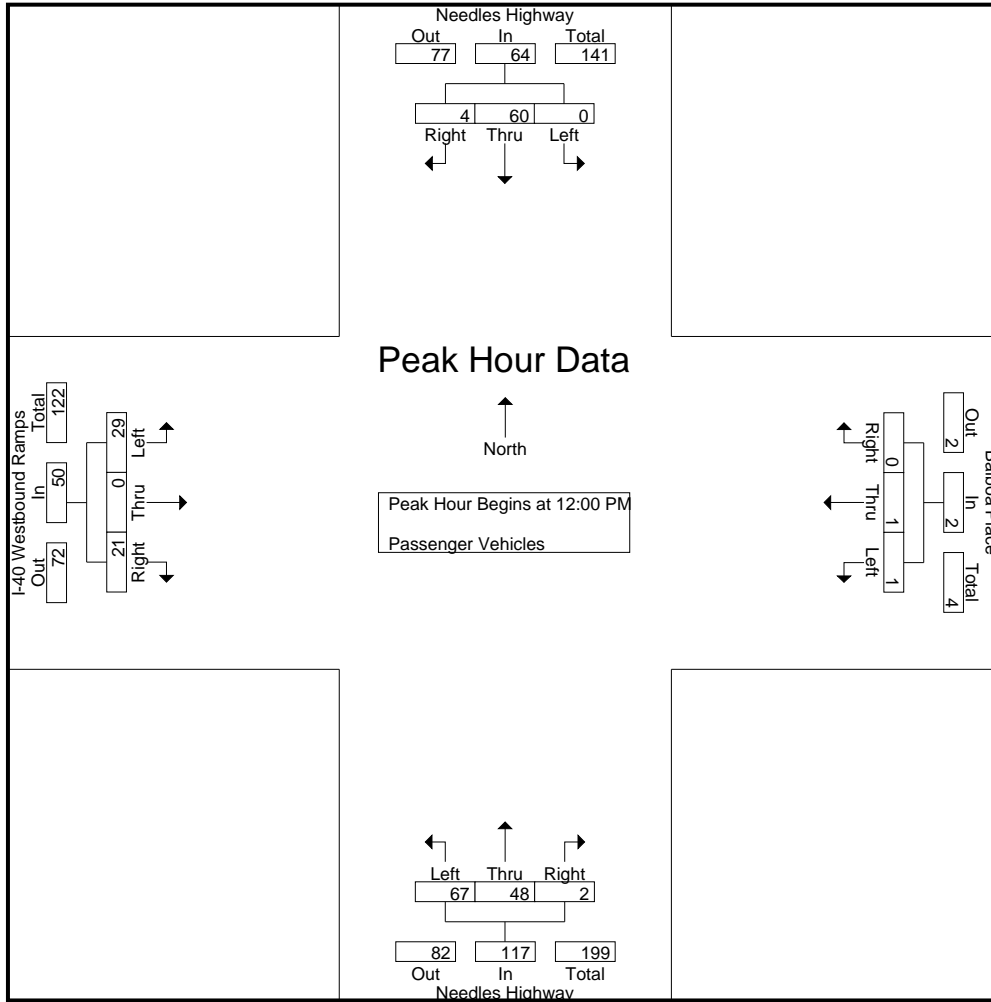 Needles Highway
Out In Total
77 64 141
4 60 0
Right Thru Left
Peak Hour Data
North
Peak Hour Begins at 12:00 PM
Passenger Vehicles
I-40 Westbound Ramps
Total In Out
122 50 72
29 0 21
Left Thru Right
Balboa Place
Out In Total
2 2 4
0 1 1
Right Thru Left
Left Thru Right
67 48 2
82 117 199
Out In Total
Needles Highway